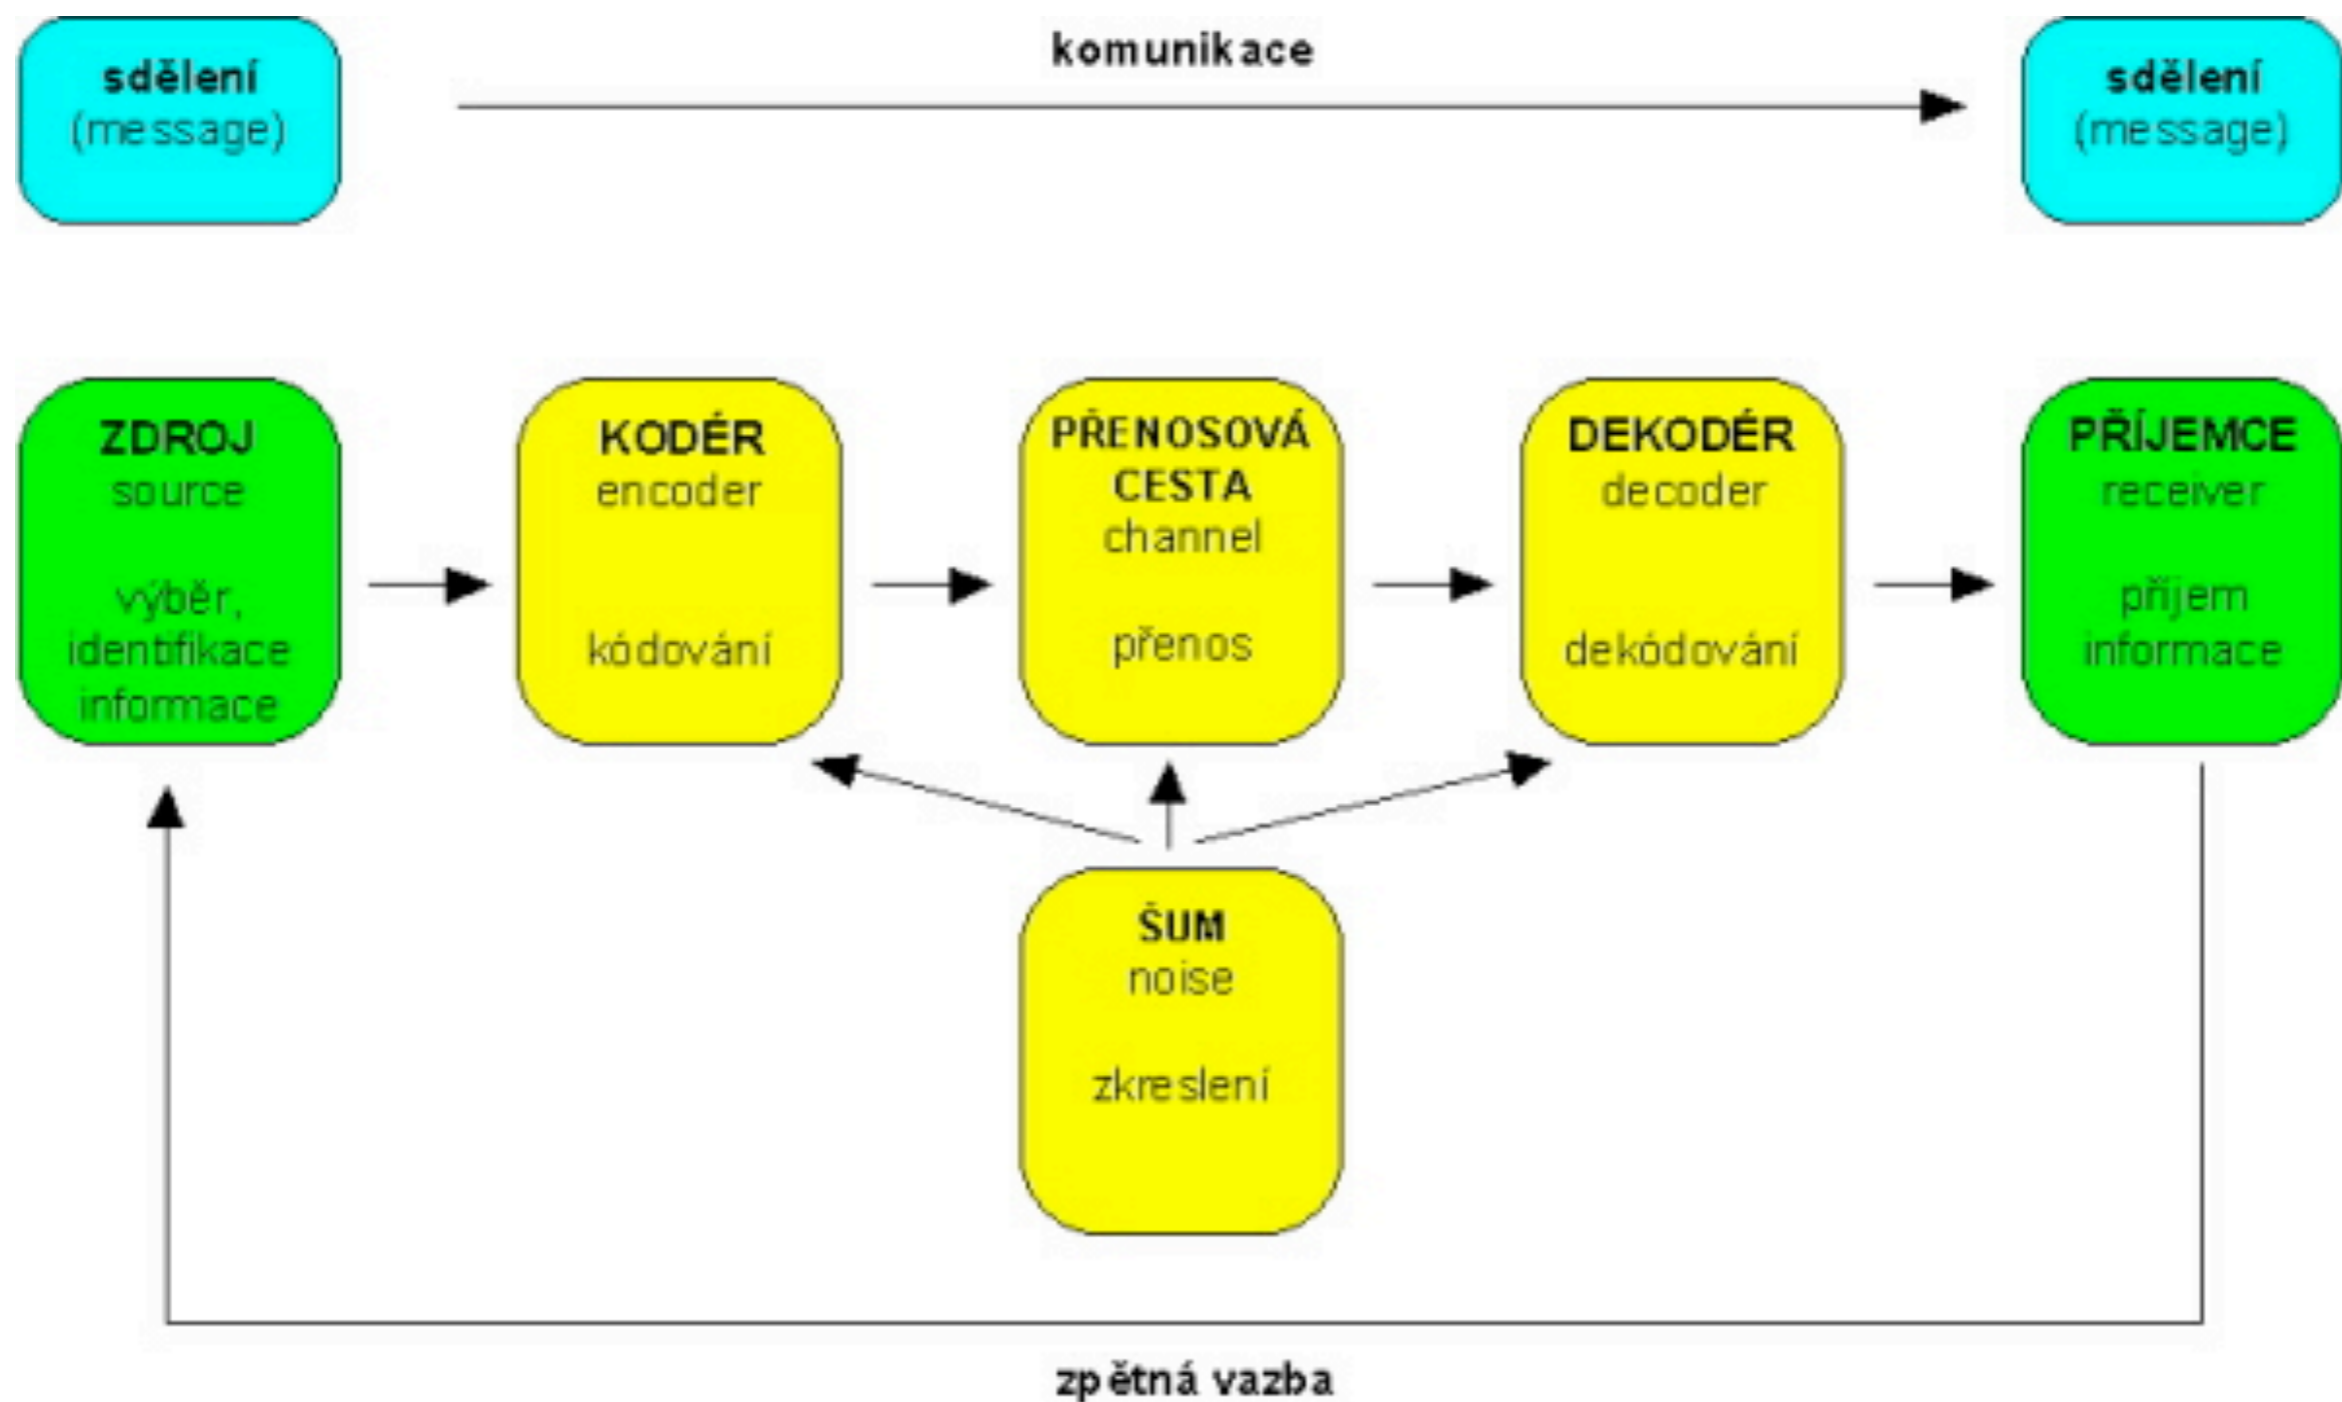 komunikace
sdělení
(message)
sdělení
(message)
ZDROJ
source
výběr,
identifikace
informace
KODÉR
encoder
kódování
PŘENOSOVÁ
CESTA
channel
přenos
DEKODÉR
decoder
dekódování
PŘÍJEMCE
receiver
příjem
informace
ŠUM
noise
zkreslení
zpětná vazba